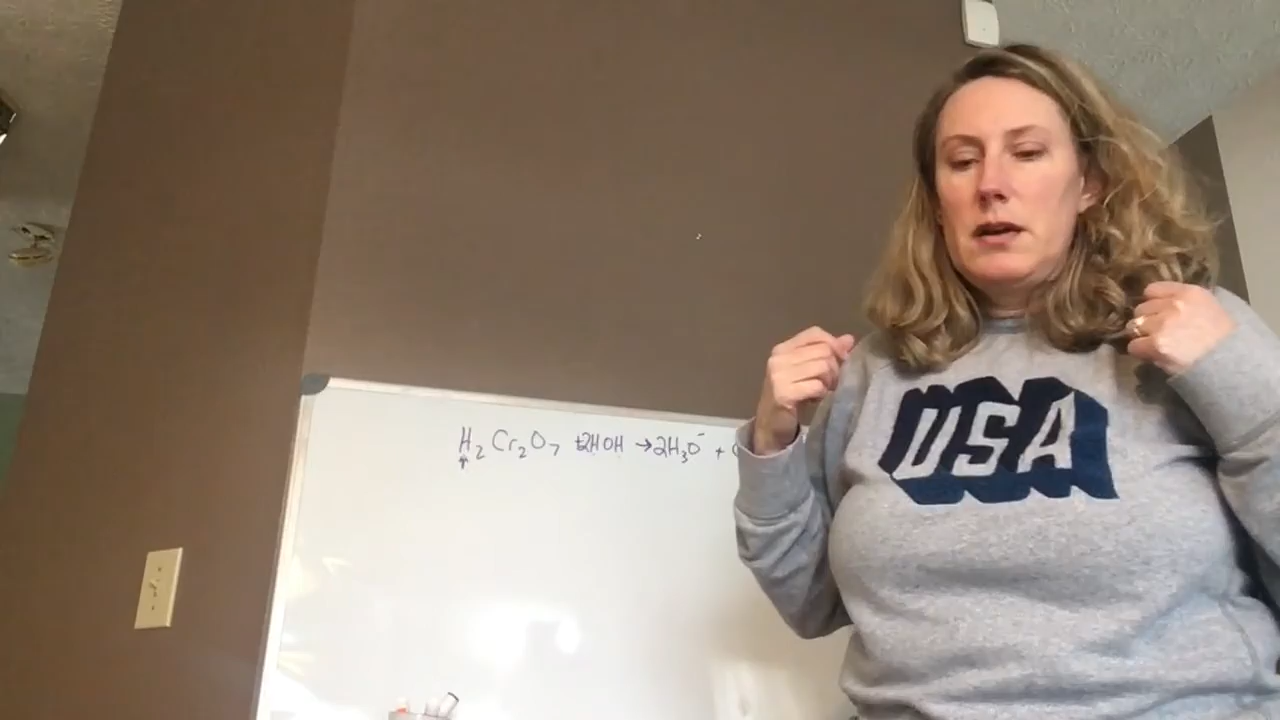 H₂Cr₂O₇ +2HOH → 2H₃O⁻ +
USA